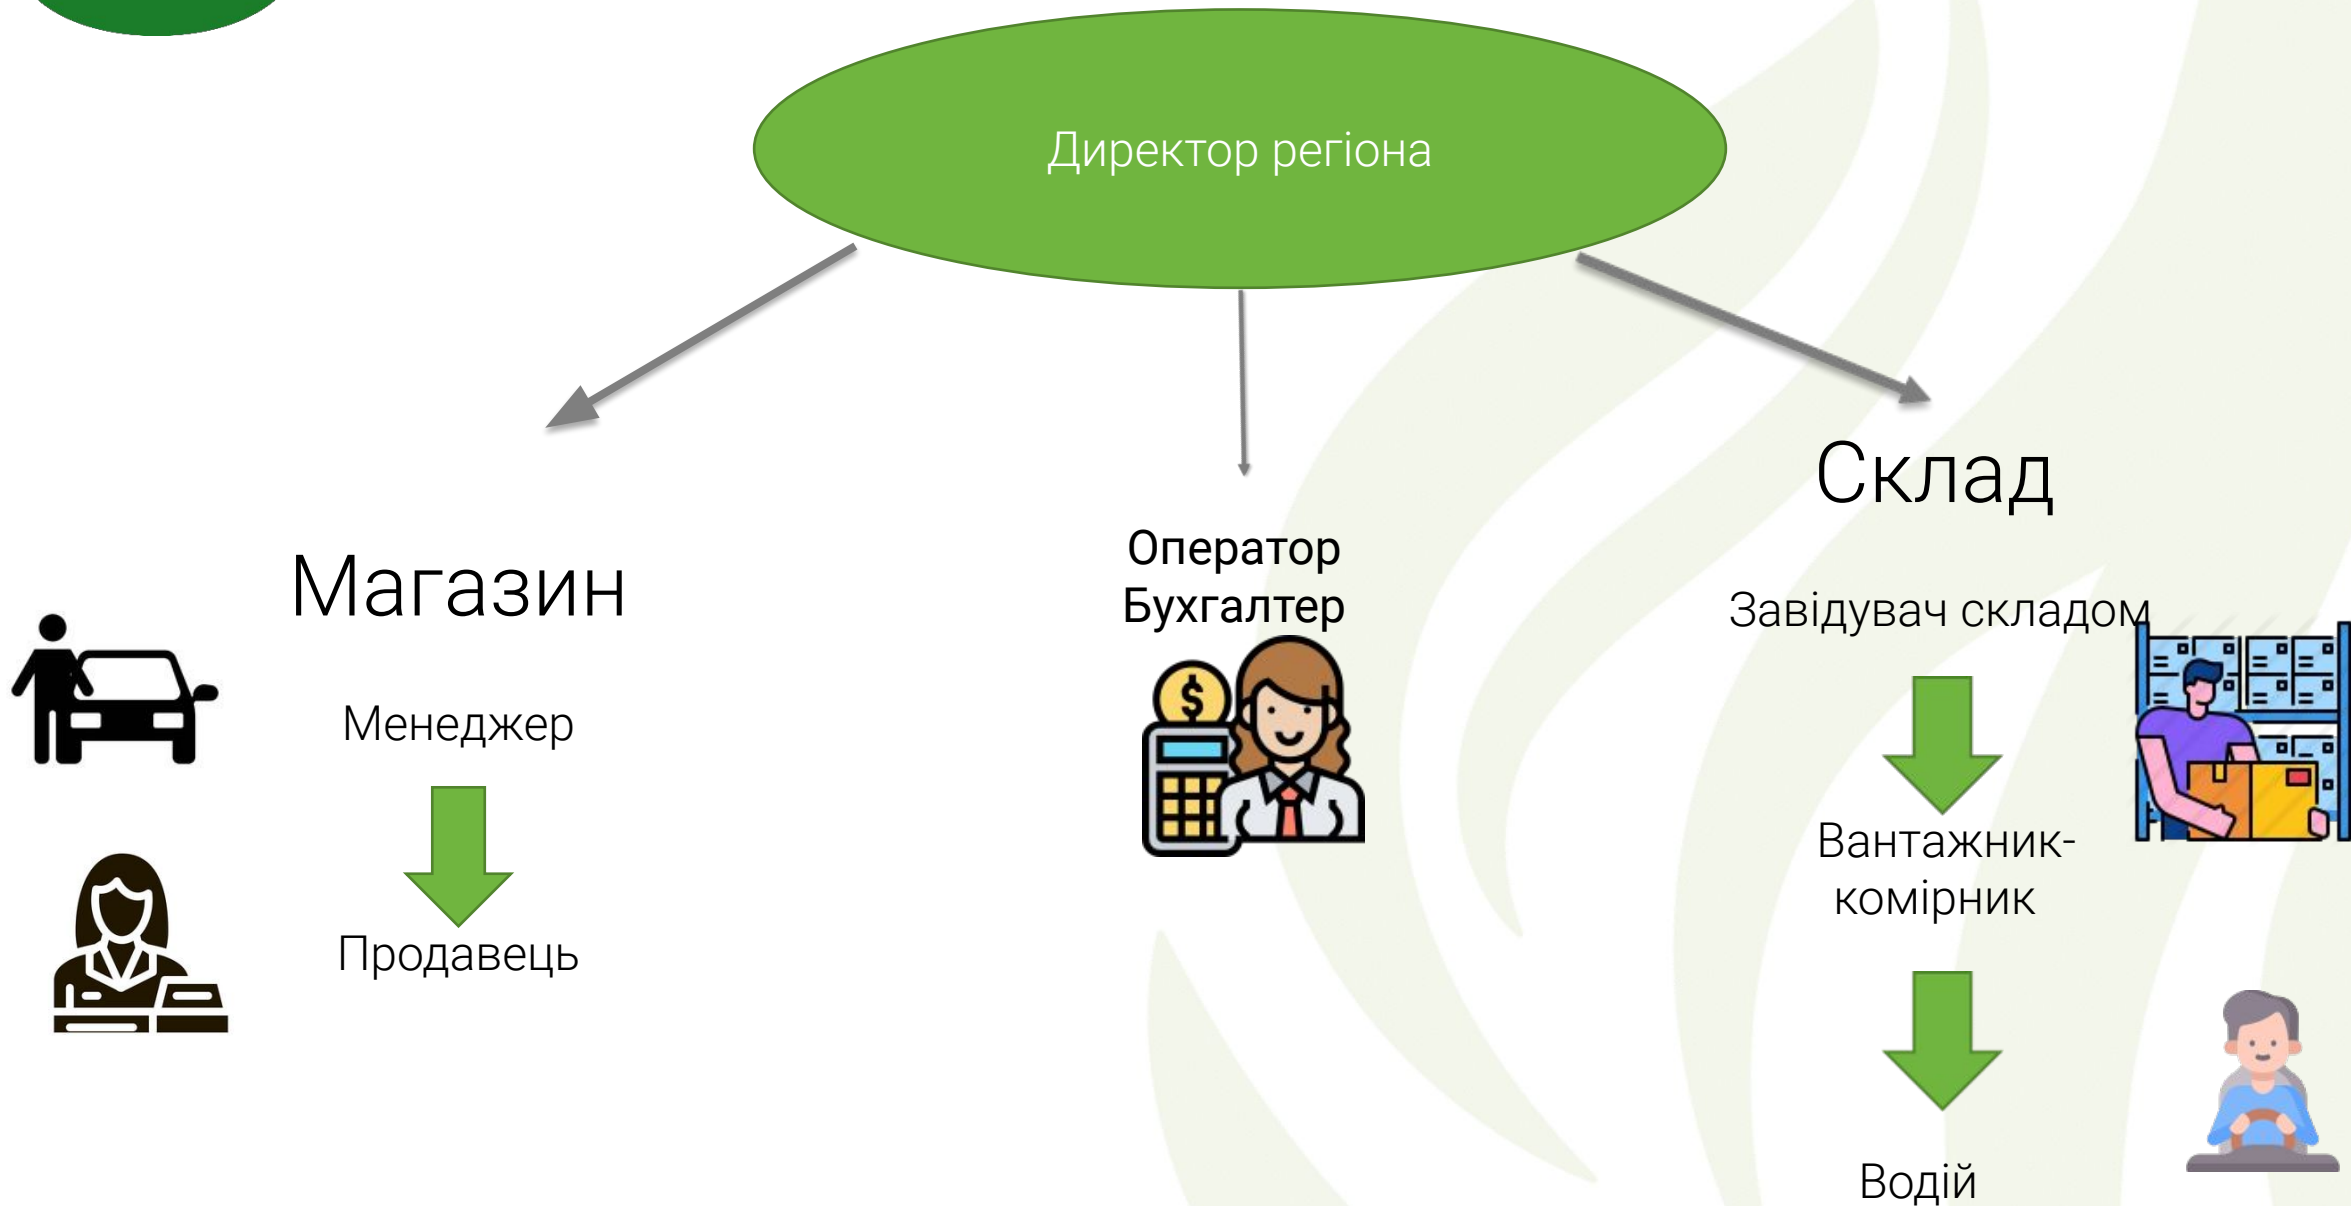 Директор регіона
Магазин
Менеджер
Продавець
Оператор
Бухгалтер
Склад
Завідувач складом
Вантажник-
комірник
Водій